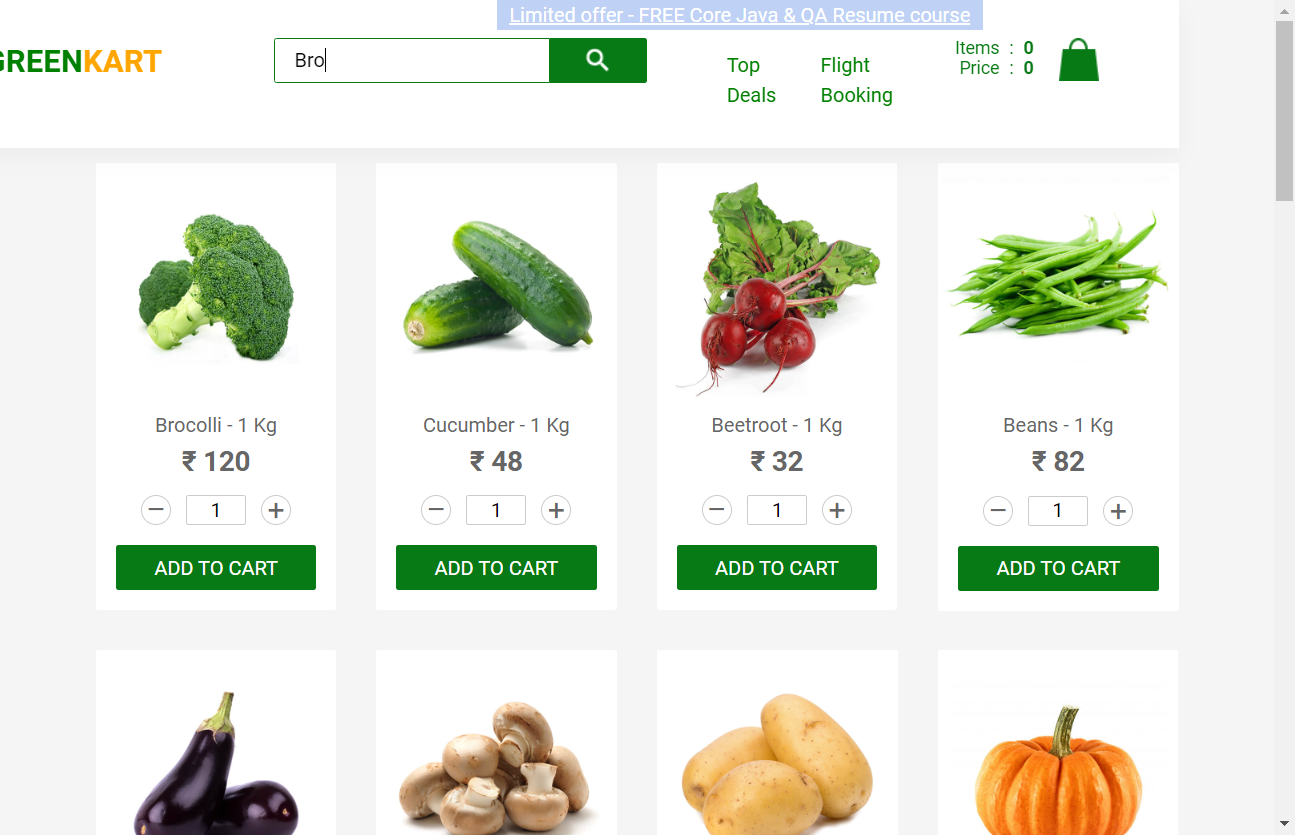 Limited offer - FREE Core Java & QA Resume course
GREENKART
Bro
Top
Deals
Flight
Booking
Items : 0
Price : 0
Brocolli - 1 Kg
₹ 120
− 1 +
ADD TO CART
Cucumber - 1 Kg
₹ 48
− 1 +
ADD TO CART
Beetroot - 1 Kg
₹ 32
− 1 +
ADD TO CART
Beans - 1 Kg
₹ 82
− 1 +
ADD TO CART